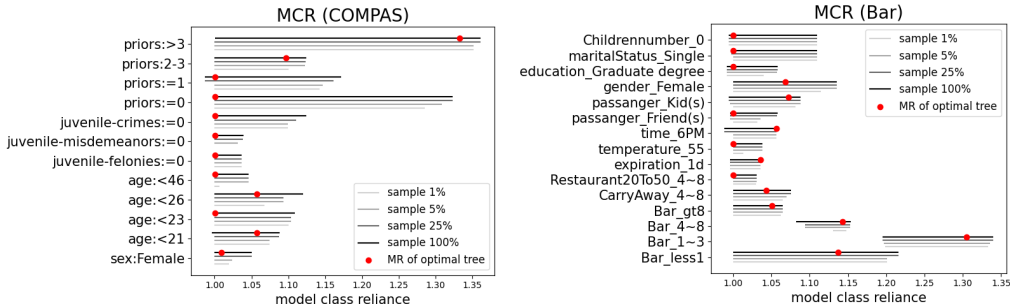 MCR (COMPAS)
priors:>3
priors:2-3
priors:=1
priors:=0
juvenile-crimes:=0
juvenile-misdemeanors:=0
juvenile-felonies:=0
age:<46
age:<26
age:<23
age:<21
sex:Female
sample 1%
sample 5%
sample 25%
sample 100%
MR of optimal tree
1.00 1.05 1.10 1.15 1.20 1.25 1.30 1.35
model class reliance
MCR (Bar)
Childrennumber_0
maritalStatus_Single
education_Graduate degree
gender_Female
passanger_Kid(s)
passanger_Friend(s)
time_6PM
temperature_55
expiration_1d
Restaurant20To50_4~8
CarryAway_4~8
Bar_gt8
Bar_4~8
Bar_1~3
Bar_less1
sample 1%
sample 5%
sample 25%
sample 100%
MR of optimal tree
1.00 1.05 1.10 1.15 1.20 1.25 1.30 1.35
model class reliance